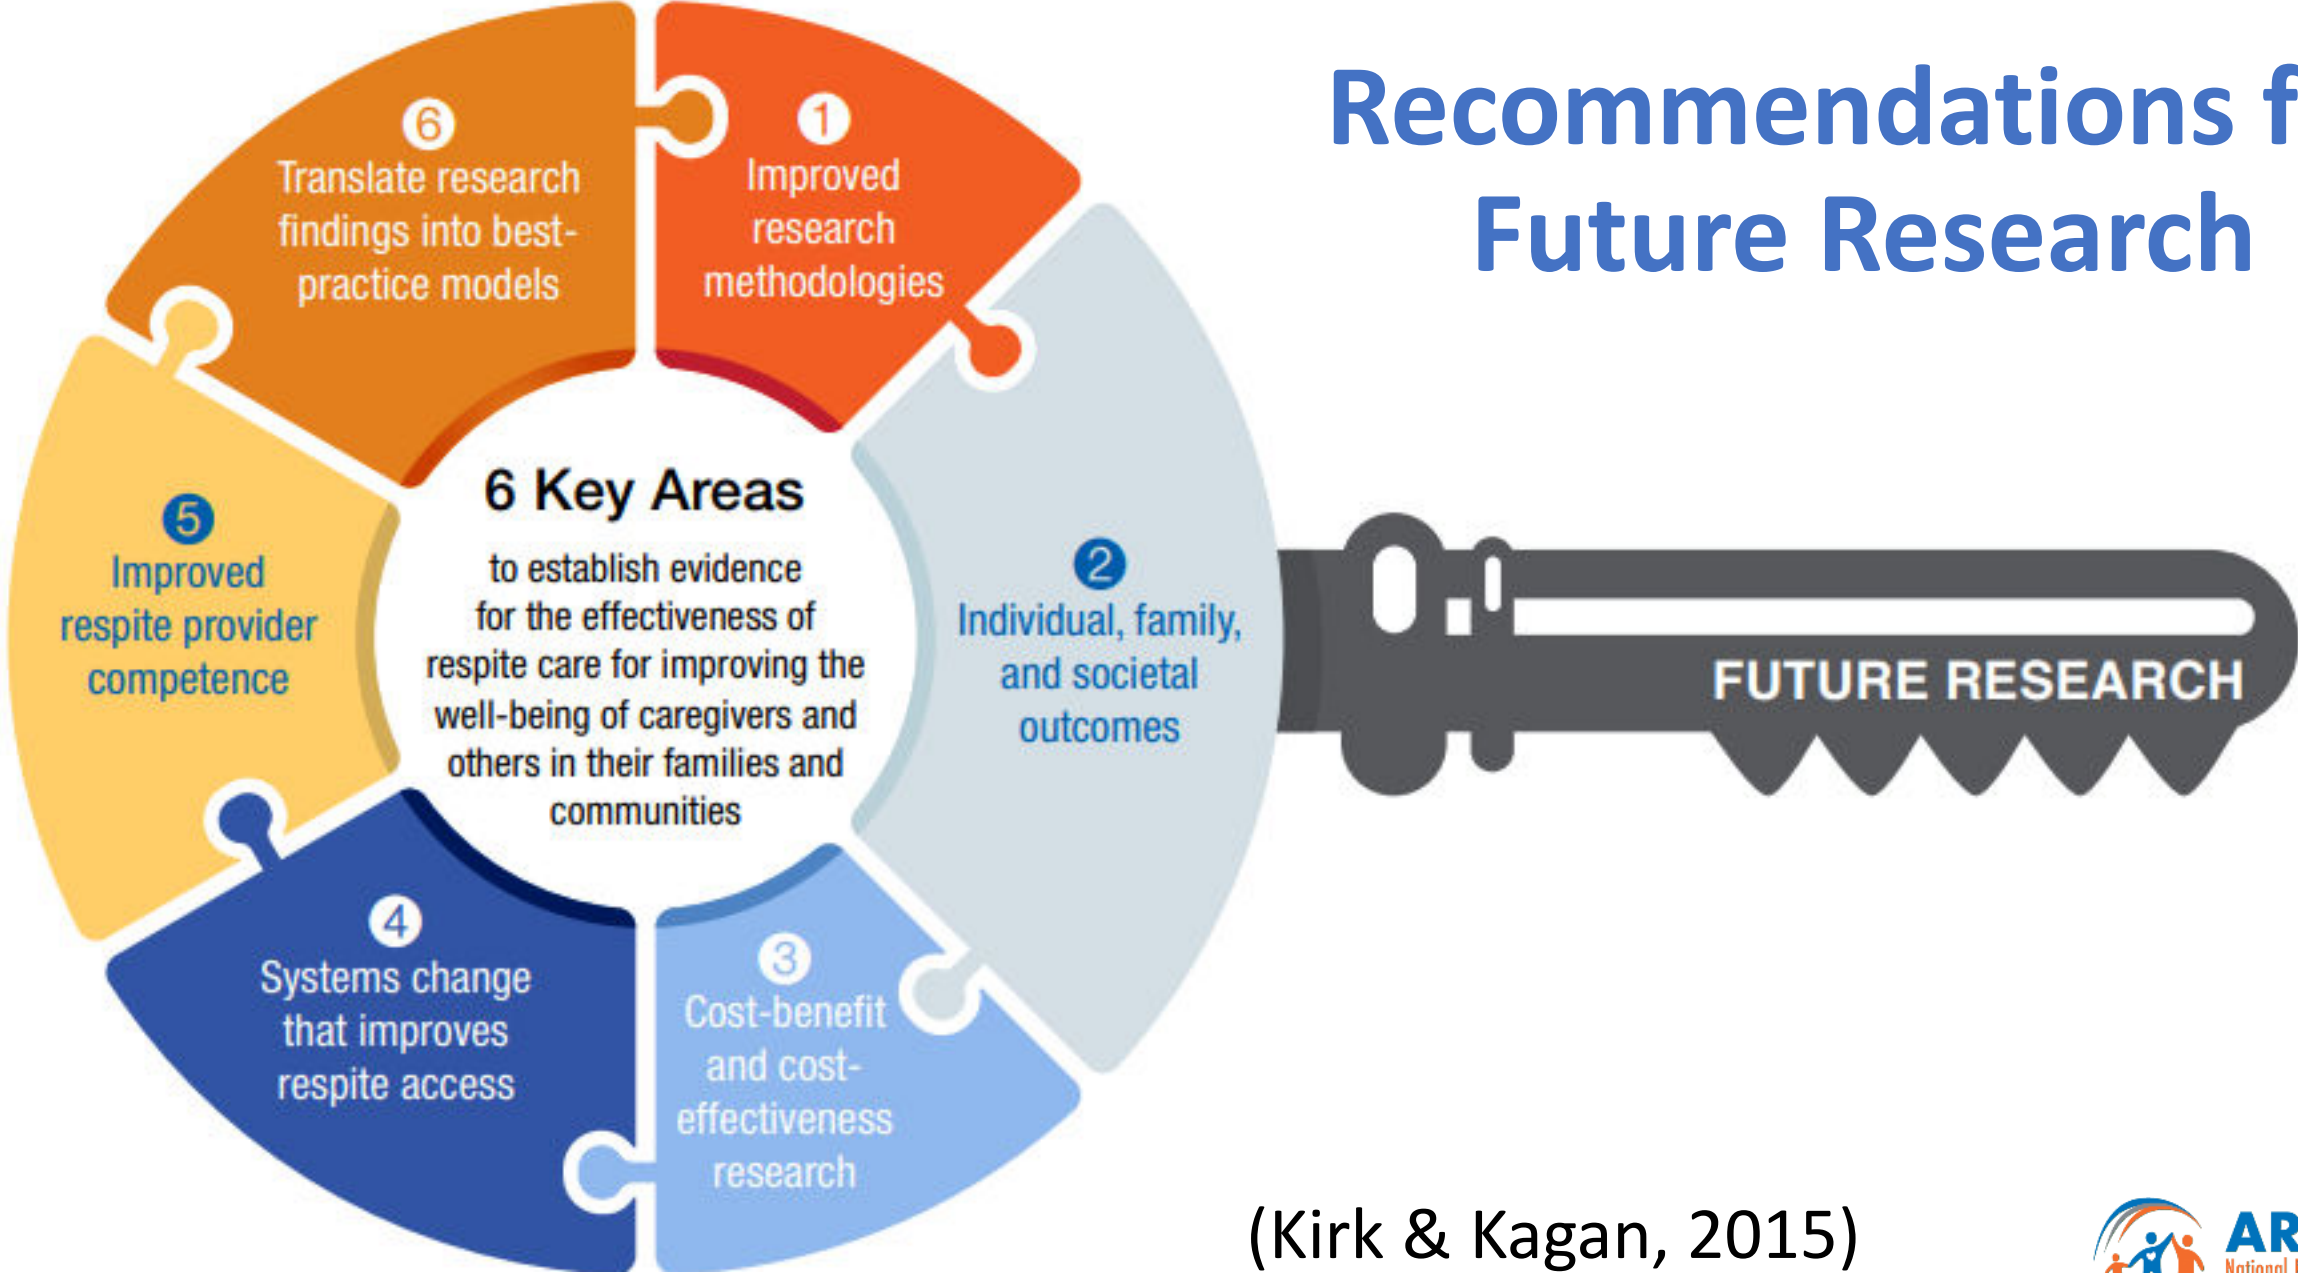 Recommendations f
Future Research
1
Improved
research
methodologies
2
Individual, family,
and societal
outcomes
3
Cost-benefit
and cost-
effectiveness
research
4
Systems change
that improves
respite access
5
Improved
respite provider
competence
6
Translate research
findings into best-
practice models
6 Key Areas
to establish evidence
for the effectiveness of
respite care for improving the
well-being of caregivers and
others in their families and
communities
FUTURE RESEARCH
(Kirk & Kagan, 2015)
AR
National